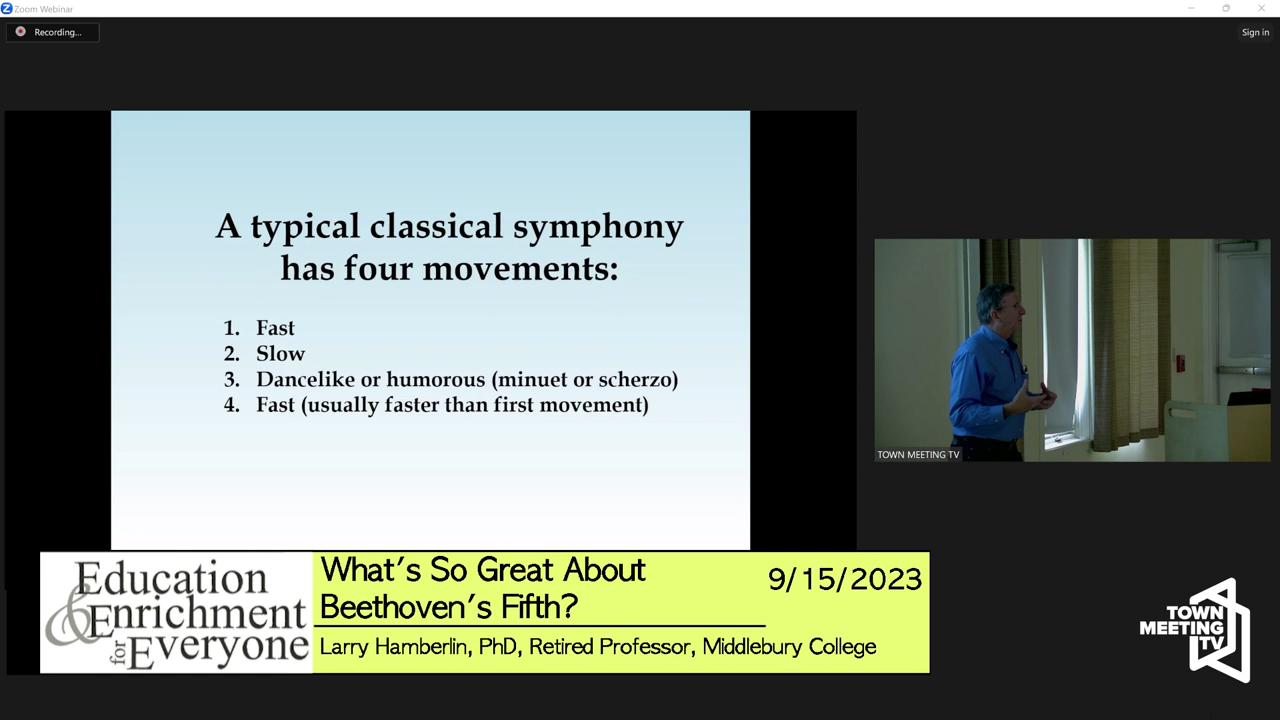 Zoom Webinar
Recording...
Sign in
A typical classical symphony
has four movements:
1. Fast
2. Slow
3. Dancelike or humorous (minuet or scherzo)
4. Fast (usually faster than first movement)
TOWN MEETING TV
Education
& Enrichment
for Everyone
What's So Great About
Beethoven's Fifth?
9/15/2023
Larry Hamberlin, PhD, Retired Professor, Middlebury College
TOWN
MEETING
TV